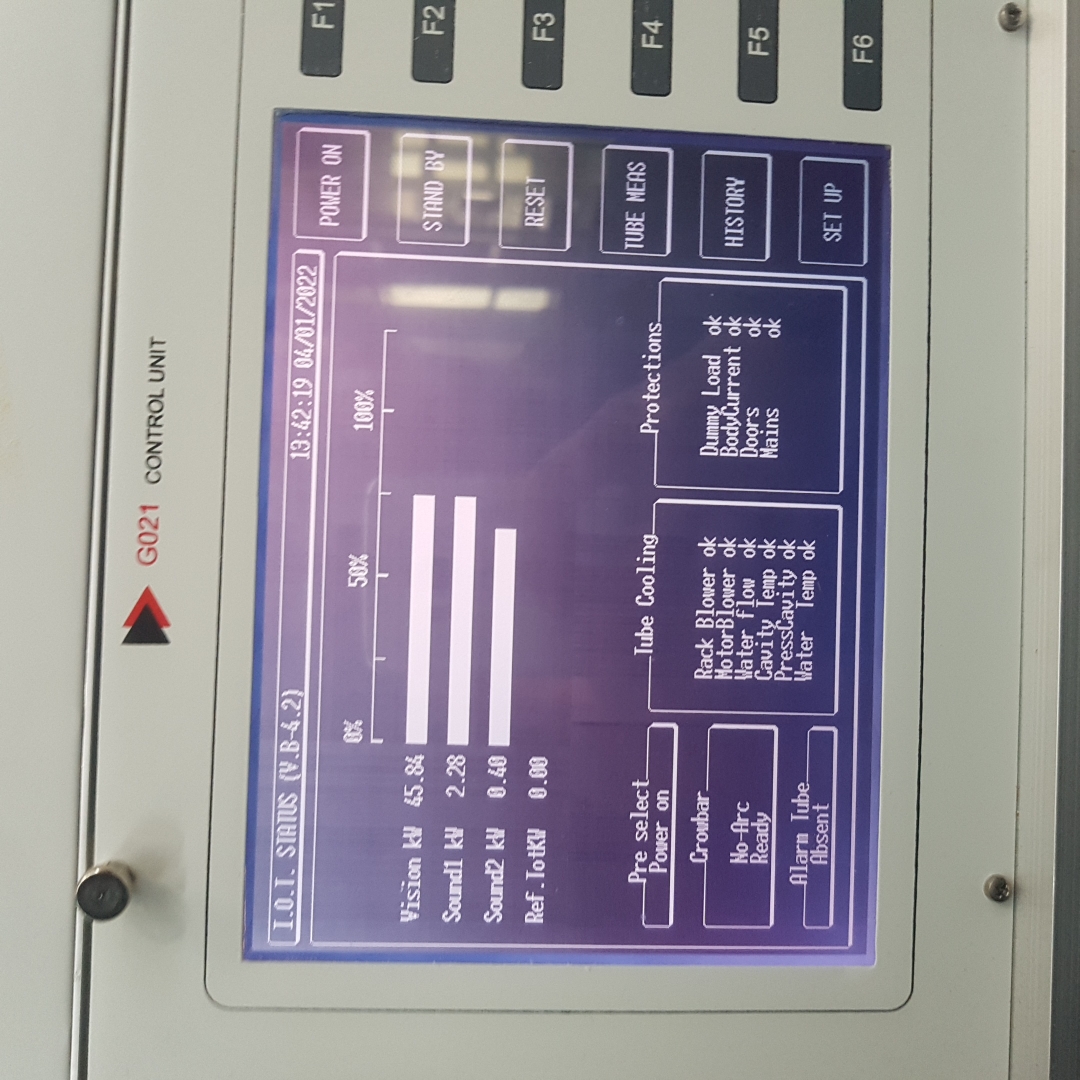 G021 CONTROL UNIT
I.O.T. STATUS (V.B-4.2)
13:42:19 04/01/2022
0% 50% 100%
Vision kW 45.84
Sound1 kW 2.28
Sound2 kW 0.40
Ref.TotKW 0.00
Pre select
Power on
Crowbar
No-Arc
Ready
Alarm Tube
Absent
Tube Cooling
Rack Blower ok
MotorBlower ok
Water flow ok
Cavity Temp ok
PressCavity ok
Water Temp ok
Protections
Dummy Load ok
BodyCurrent ok
Doors ok
Mains ok
POWER ON
STAND BY
RESET
TUBE MEAS
HISTORY
SET UP
F1
F2
F3
F4
F5
F6